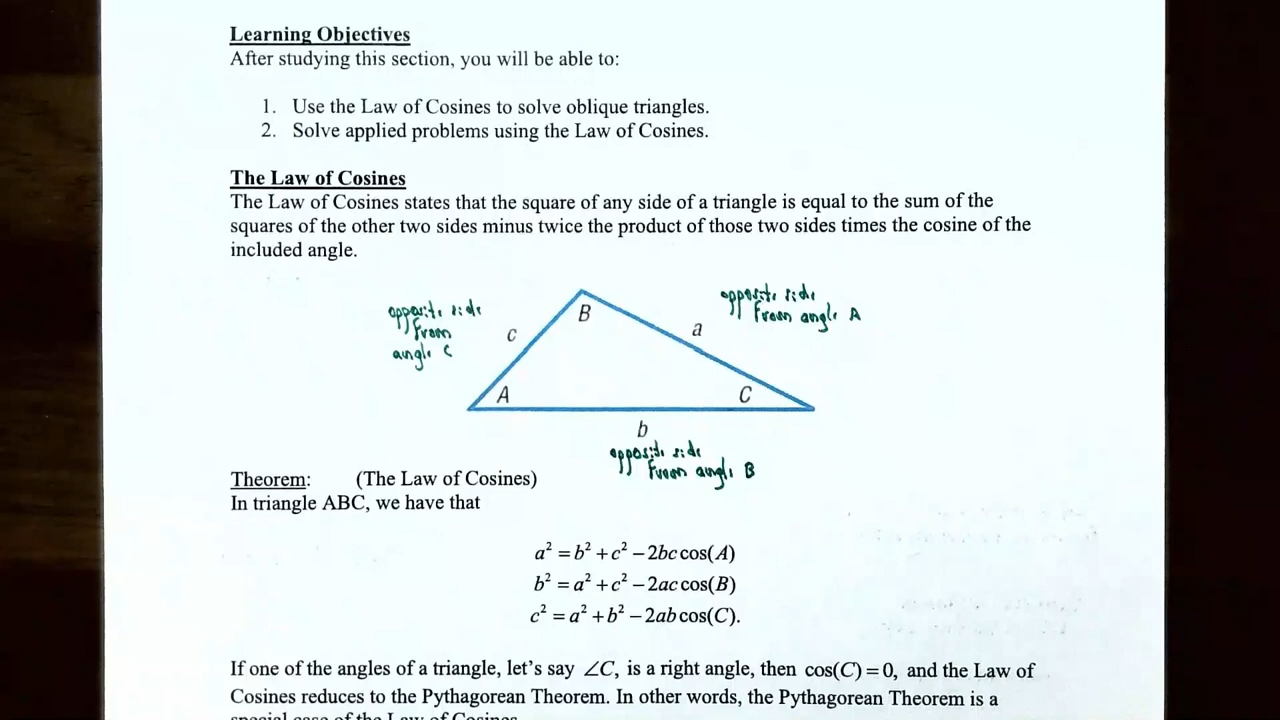 Learning Objectives
After studying this section, you will be able to:
1. Use the Law of Cosines to solve oblique triangles.
2. Solve applied problems using the Law of Cosines.
The Law of Cosines
The Law of Cosines states that the square of any side of a triangle is equal to the sum of the
squares of the other two sides minus twice the product of those two sides times the cosine of the
included angle.
opposite side
from
angle C
c
B
a
opposite side
from angle A
A
C
b
opposite side
from angle B
Theorem: (The Law of Cosines)
In triangle ABC, we have that
a² = b² + c² − 2bc cos(A)
b² = a² + c² − 2ac cos(B)
c² = a² + b² − 2ab cos(C).
If one of the angles of a triangle, let's say ∠C, is a right angle, then cos(C) = 0, and the Law of
Cosines reduces to the Pythagorean Theorem. In other words, the Pythagorean Theorem is a
special case of the Law of Cosines